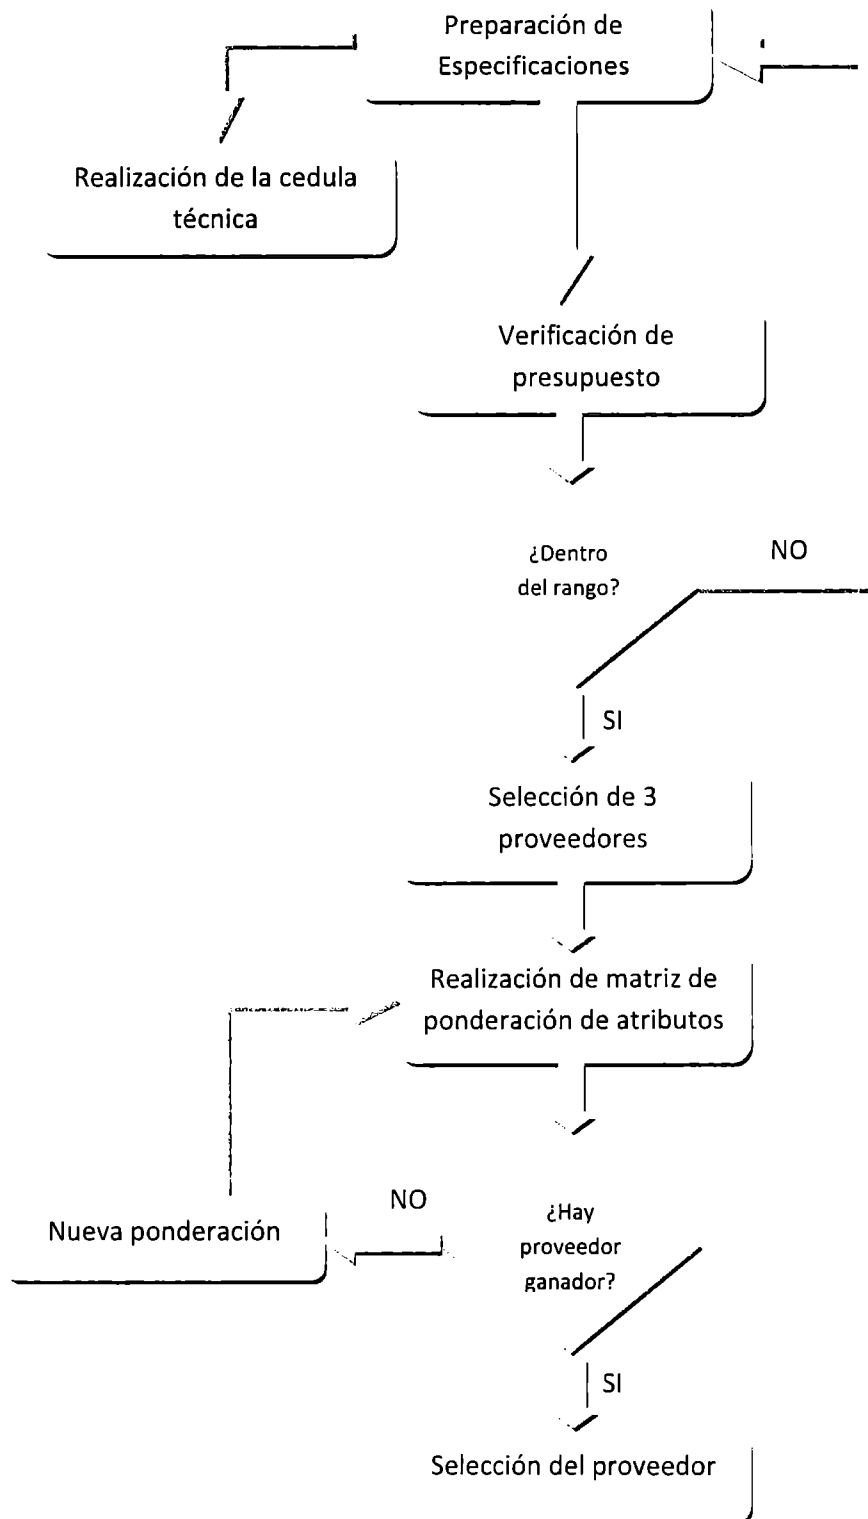 Preparación de
Especificaciones
Realización de la cedula
técnica
Verificación de
presupuesto
¿Dentro
del rango?
NO
SI
Selección de 3
proveedores
Realización de matriz de
ponderación de atributos
Nueva ponderación
NO
¿Hay
proveedor
ganador?
SI
Selección del proveedor